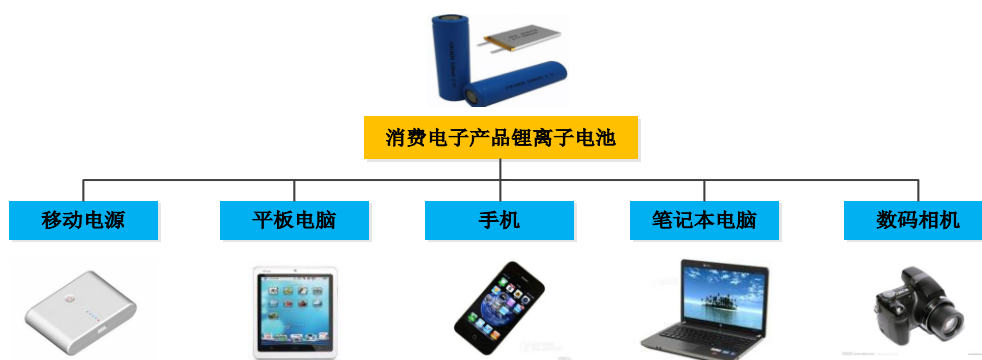 消费电子产品锂离子电池
移动电源
平板电脑
手机
笔记本电脑
数码相机